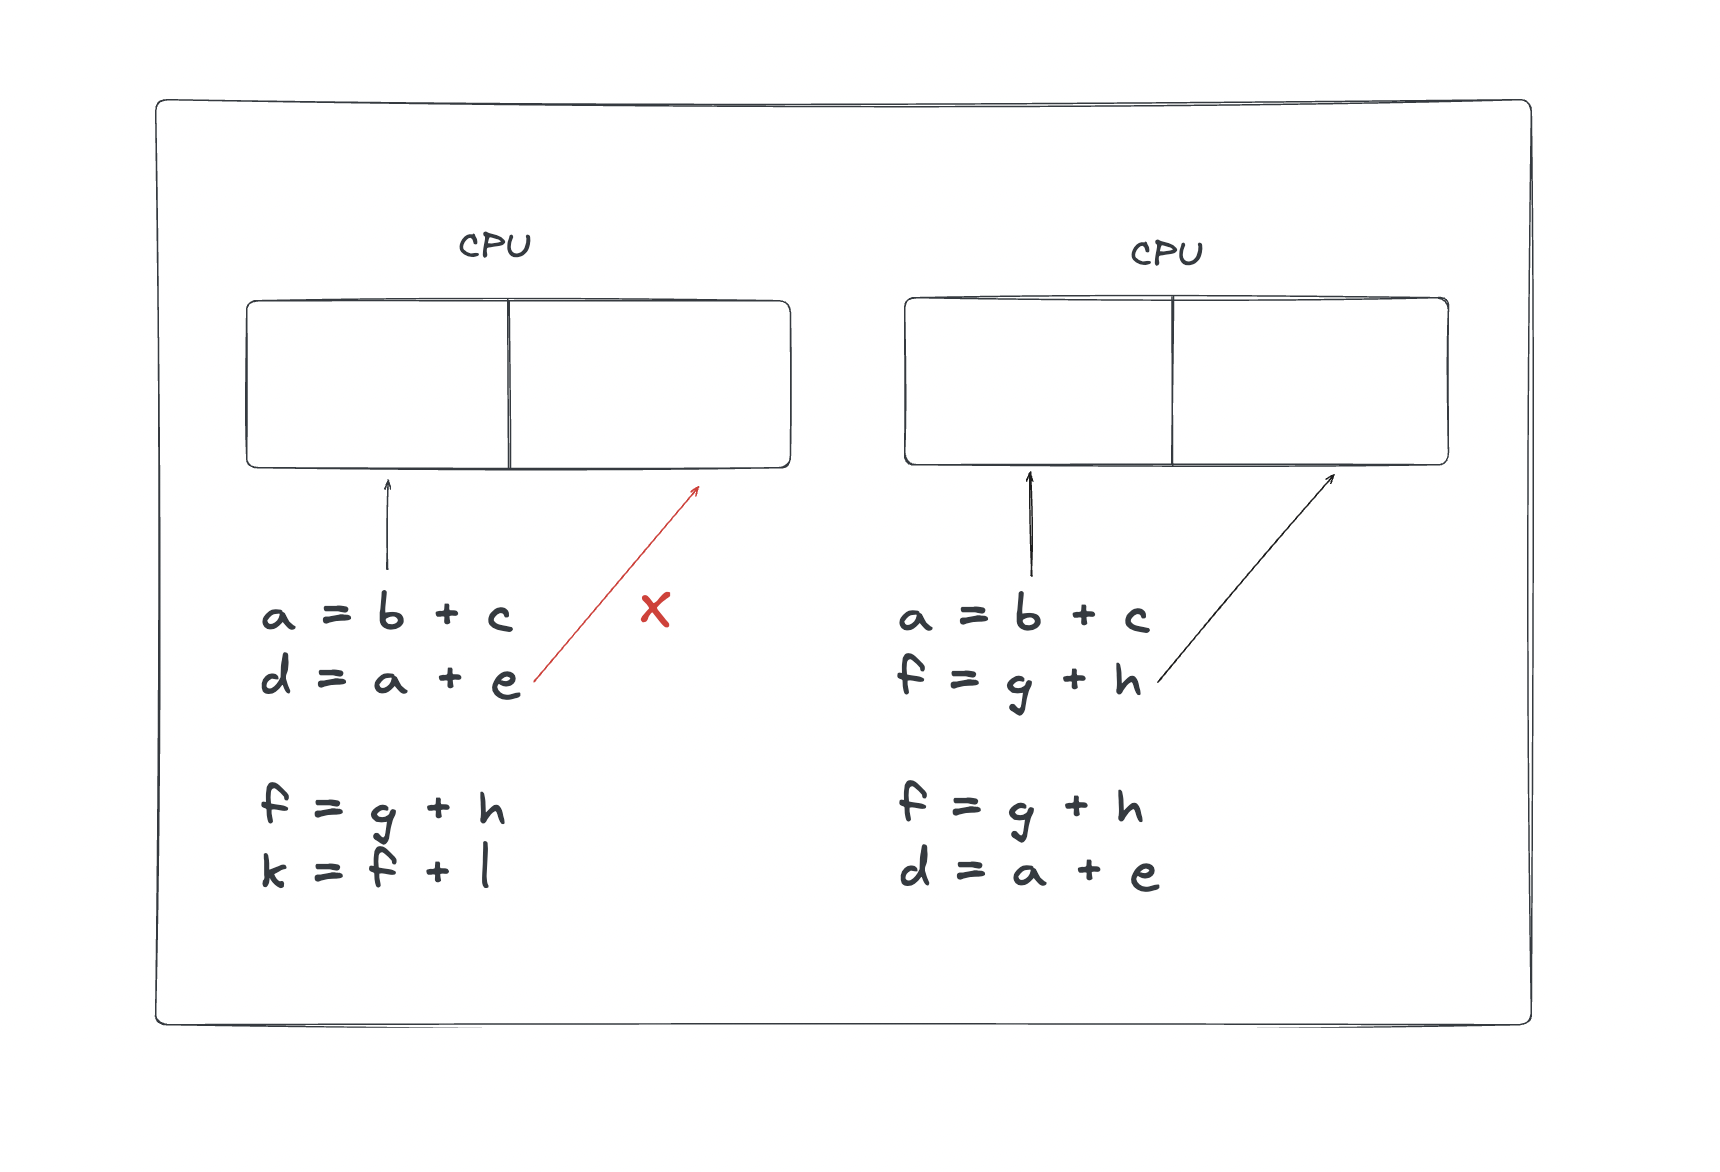 CPU
a = b + c
d = a + e
f = g + h
k = f + l
CPU
a = b + c
f = g + h
f = g + h
d = a + e
x